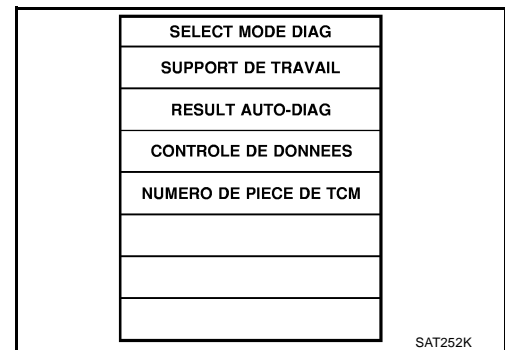 SELECT MODE DIAG
SUPPORT DE TRAVAIL
RESULT AUTO-DIAG
CONTROLE DE DONNEES
NUMERO DE PIECE DE TCM
SAT252K